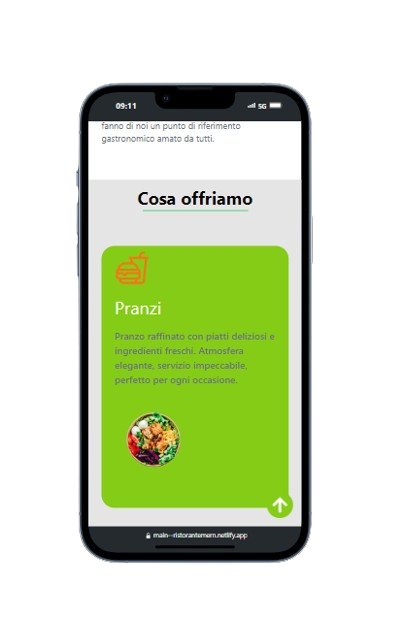 09:11
5G
fanno di noi un punto di riferimento
gastronomico amato da tutti.
Cosa offriamo
Pranzi
Pranzo raffinato con piatti deliziosi e
ingredienti freschi. Atmosfera
elegante, servizio impeccabile,
perfetto per ogni occasione.
main--ristorantemern.netlify.app